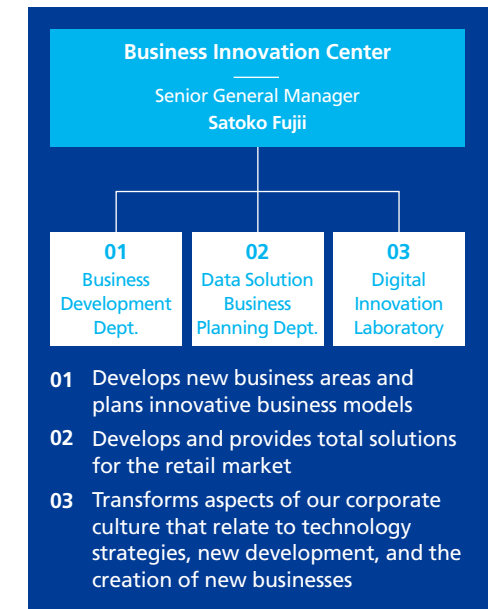 Business Innovation Center
Senior General Manager
Satoko Fujii
01
Business
Development
Dept.
02
Data Solution
Business
Planning Dept.
03
Digital
Innovation
Laboratory
01 Develops new business areas and
plans innovative business models
02 Develops and provides total solutions
for the retail market
03 Transforms aspects of our corporate
culture that relate to technology
strategies, new development, and the
creation of new businesses